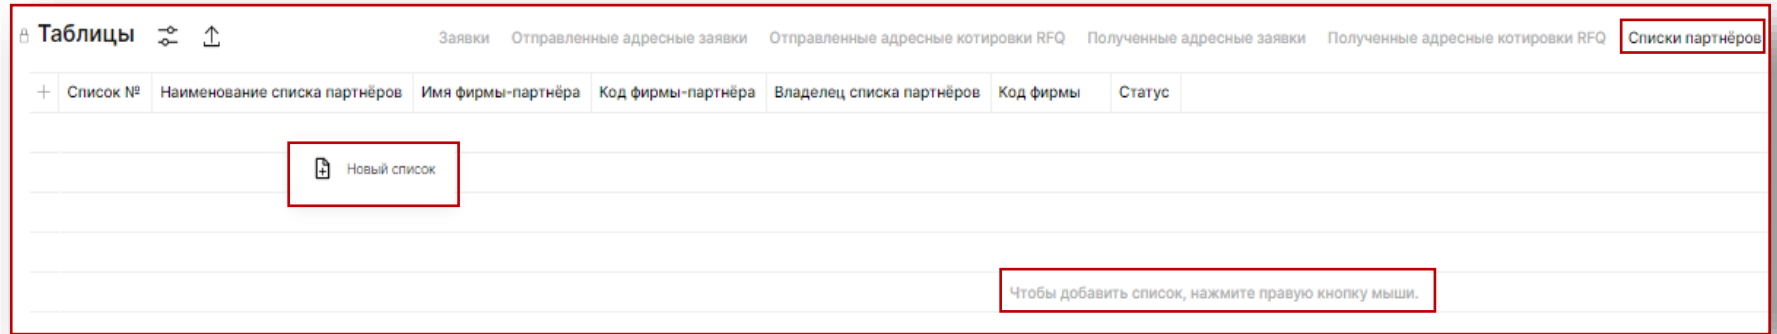 Таблицы Заявки Отправленные адресные заявки Отправленные адресные котировки RFQ Полученные адресные заявки Полученные адресные котировки RFQ Списки партнёров
Список № Наименование списка партнёров Имя фирмы-партнёра Код фирмы-партнёра Владелец списка партнёров Код фирмы Статус
Новый список
Чтобы добавить список, нажмите правую кнопку мыши.